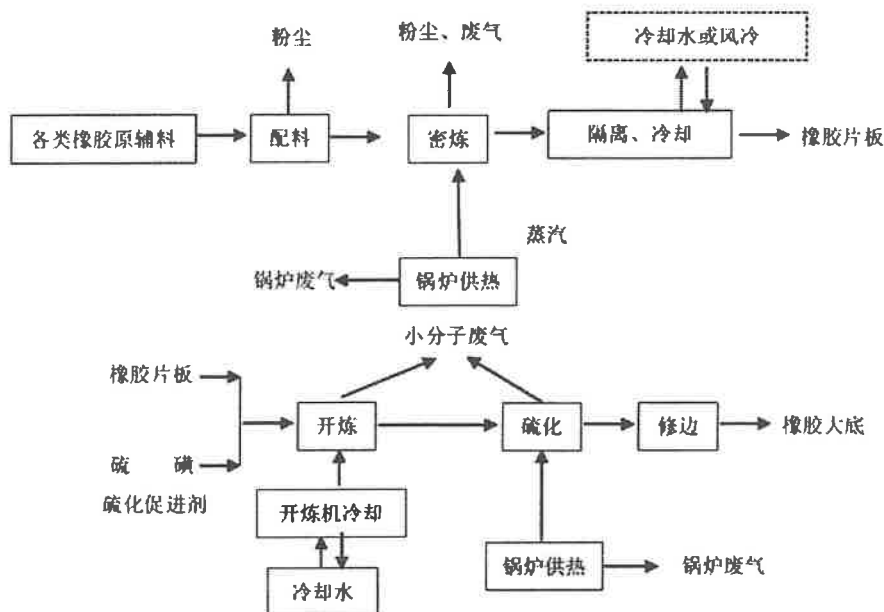 粉尘
粉尘、废气
冷却水或风冷
各类橡胶原辅料
配料
密炼
隔离、冷却
橡胶片板
蒸汽
锅炉废气
锅炉供热
小分子废气
橡胶片板
开炼
硫化
修边
橡胶大底
硫 磺
硫化促进剂
开炼机冷却
锅炉供热
锅炉废气
冷却水